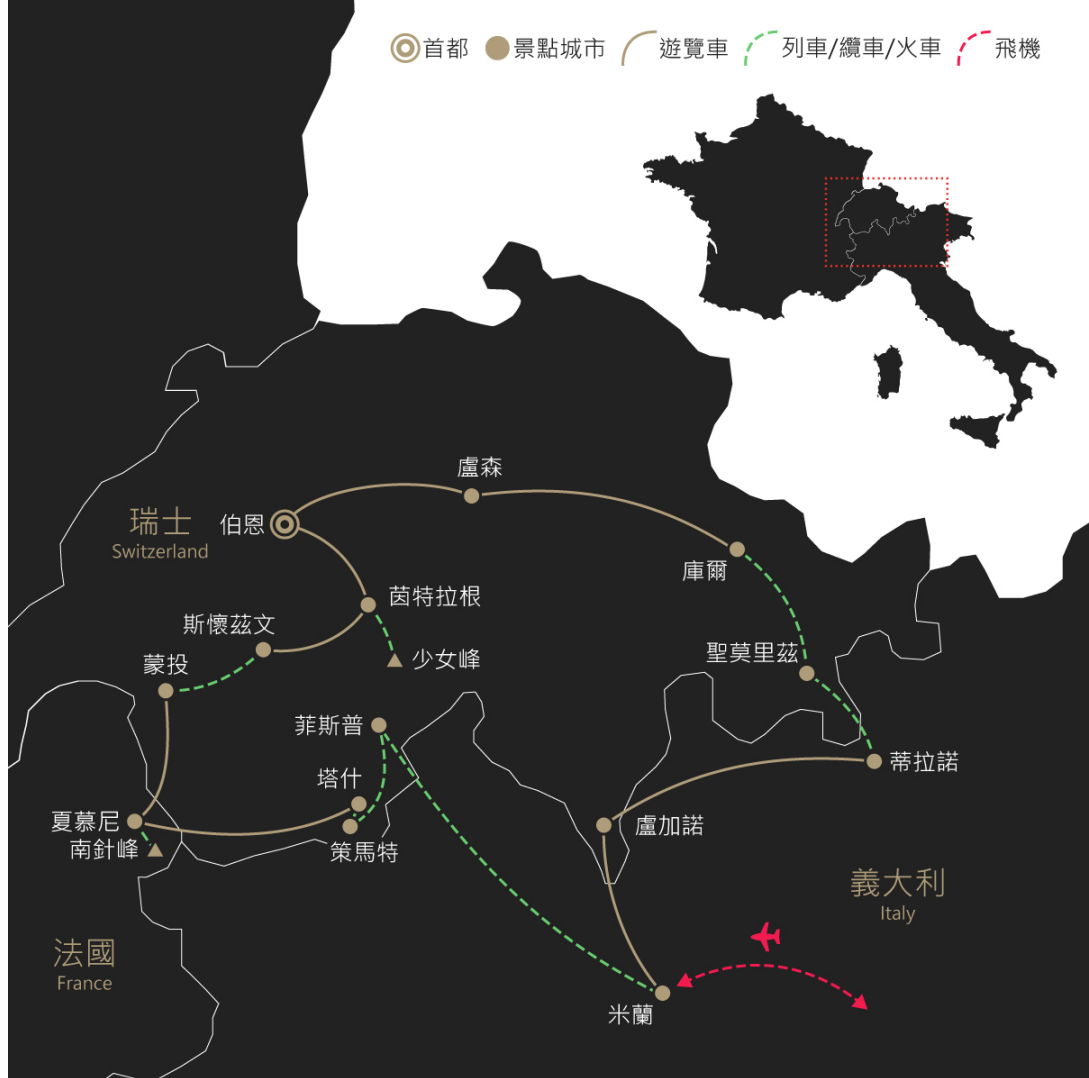 首都 景點城市 遊覽車 列車/纜車/火車 飛機
盧森
瑞士
Switzerland
伯恩
庫爾
茵特拉根
斯懷茲文
少女峰
聖莫里茲
蒙投
菲斯普
蒂拉諾
塔什
夏慕尼
盧加諾
南針峰
策馬特
義大利
Italy
法國
France
米蘭